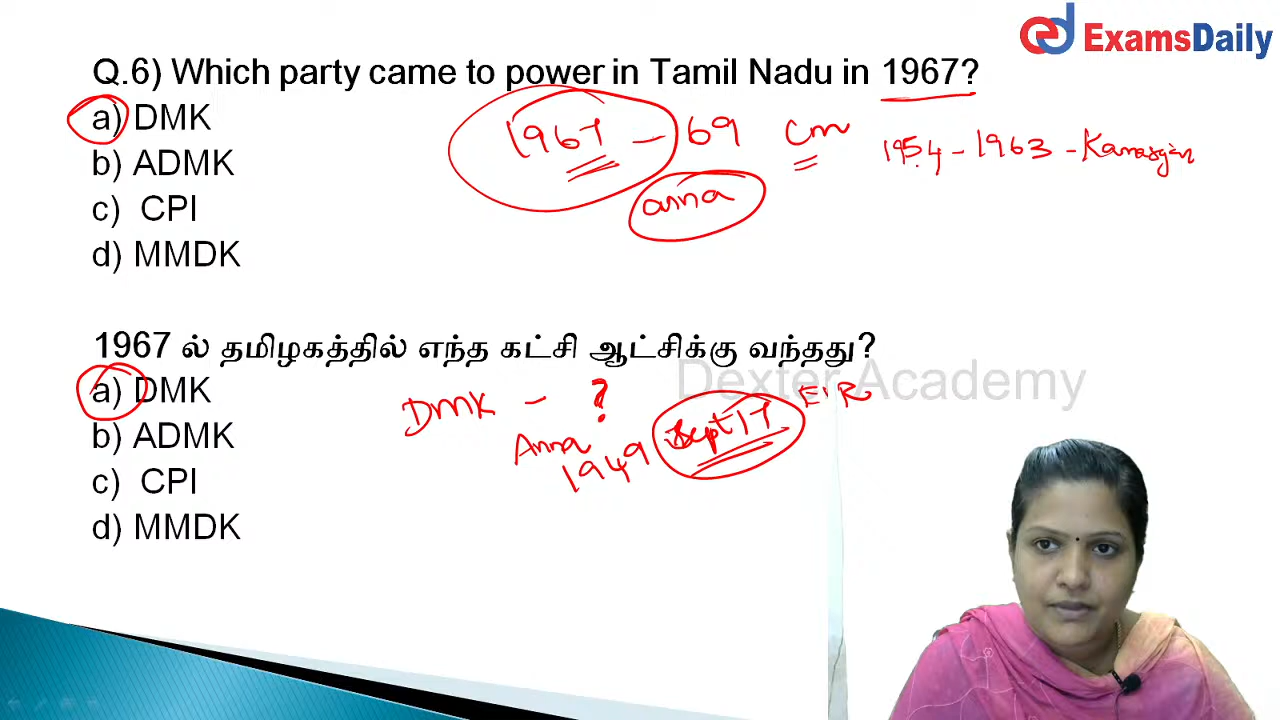 ExamsDaily
Q.6) Which party came to power in Tamil Nadu in 1967?
a) DMK
b) ADMK
c) CPI
d) MMDK
1967 - 69 cm
anna
1954 - 1963 - Kamaraj
1967 ல் தமிழகத்தில் எந்த கட்சி ஆட்சிக்கு வந்தது?
a) DMK
b) ADMK
c) CPI
d) MMDK
Dexter Academy
DMK - ?
Anna
1949 Sept 17 EVR